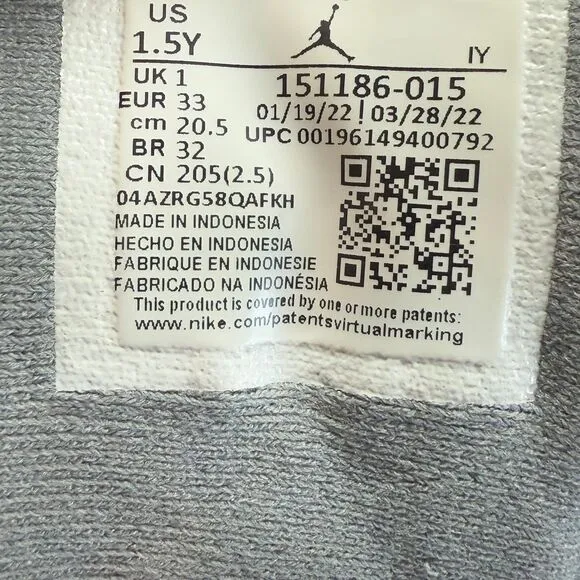 US
1.5Y
IY
UK 1
151186-015
EUR 33
01/19/22 | 03/28/22
cm 20.5
UPC 00196149400792
BR 32
CN 205(2.5)
04AZRG58QAFKH
MADE IN INDONESIA
HECHO EN INDONESIA
FABRIQUE EN INDONESIE
FABRICADO NA INDONÉSIA
This product is covered by one or more patents:
www.nike.com/patentsvirtualmarking